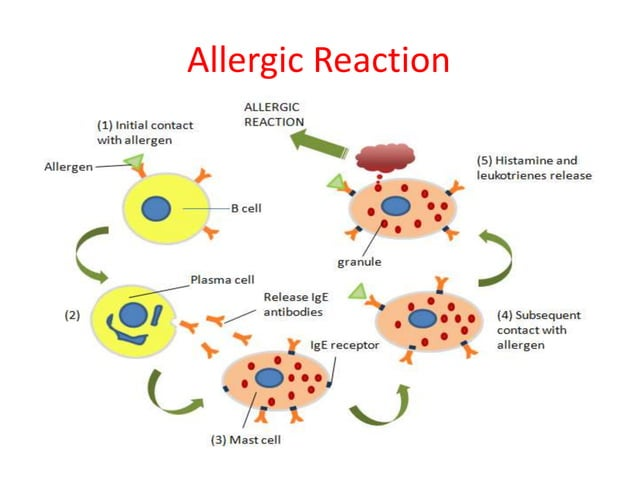 Allergic Reaction
ALLERGIC
REACTION
(1) Initial contact
with allergen
Allergen
B cell
(5) Histamine and
leukotrienes release
granule
Plasma cell
(2)
Release IgE
antibodies
IgE receptor
(4) Subsequent
contact with
allergen
(3) Mast cell